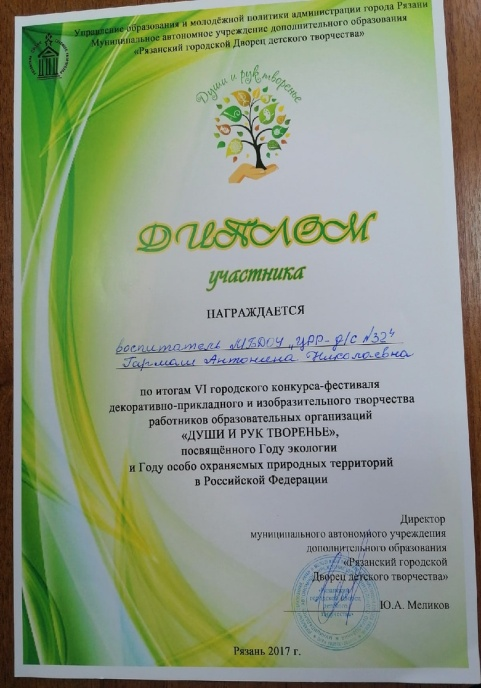 Управление образования и молодёжной политики администрации города Рязани
Муниципальное автономное учреждение дополнительного образования
«Рязанский городской Дворец детского творчества»
Души и рук творенье
ДИПЛОМ
участника
НАГРАЖДАЕТСЯ
воспитатель МБДОУ „ЦРР-д/с №32"
Антонина Николаевна
по итогам VI городского конкурса-фестиваля
декоративно-прикладного и изобразительного творчества
работников образовательных организаций
«ДУШИ И РУК ТВОРЕНЬЕ»,
посвящённого Году экологии
и Году особо охраняемых природных территорий
в Российской Федерации
Директор
муниципального автономного учреждения
дополнительного образования
«Рязанский городской
Дворец детского творчества»
Ю.А. Меликов
Рязань 2017 г.